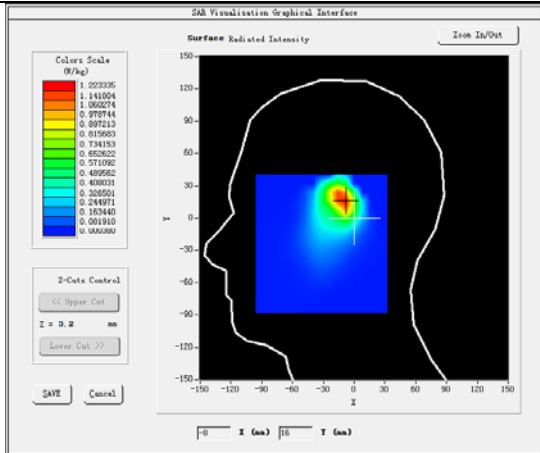 SAR Visualisation Graphical Interface
Surface Radiated Intensity
Zoom In/Out
Colors Scale
(W/kg)
1.223335
1.141804
1.060274
0.978744
0.897213
0.815683
0.734153
0.652622
0.571092
0.489562
0.408031
0.326501
0.244971
0.163440
0.081910
0.000380
150
120
90
60
30
0
-30
-60
-90
-120
-150
Y
-150 -120 -90 -60 -30 0 30 60 90 120 150
X
Z-Cuts Control
<< Upper Cut
Z = 3.2 mm
Lower Cut >>
SAVE Cancel
-8 X (mm) 16 Y (mm)